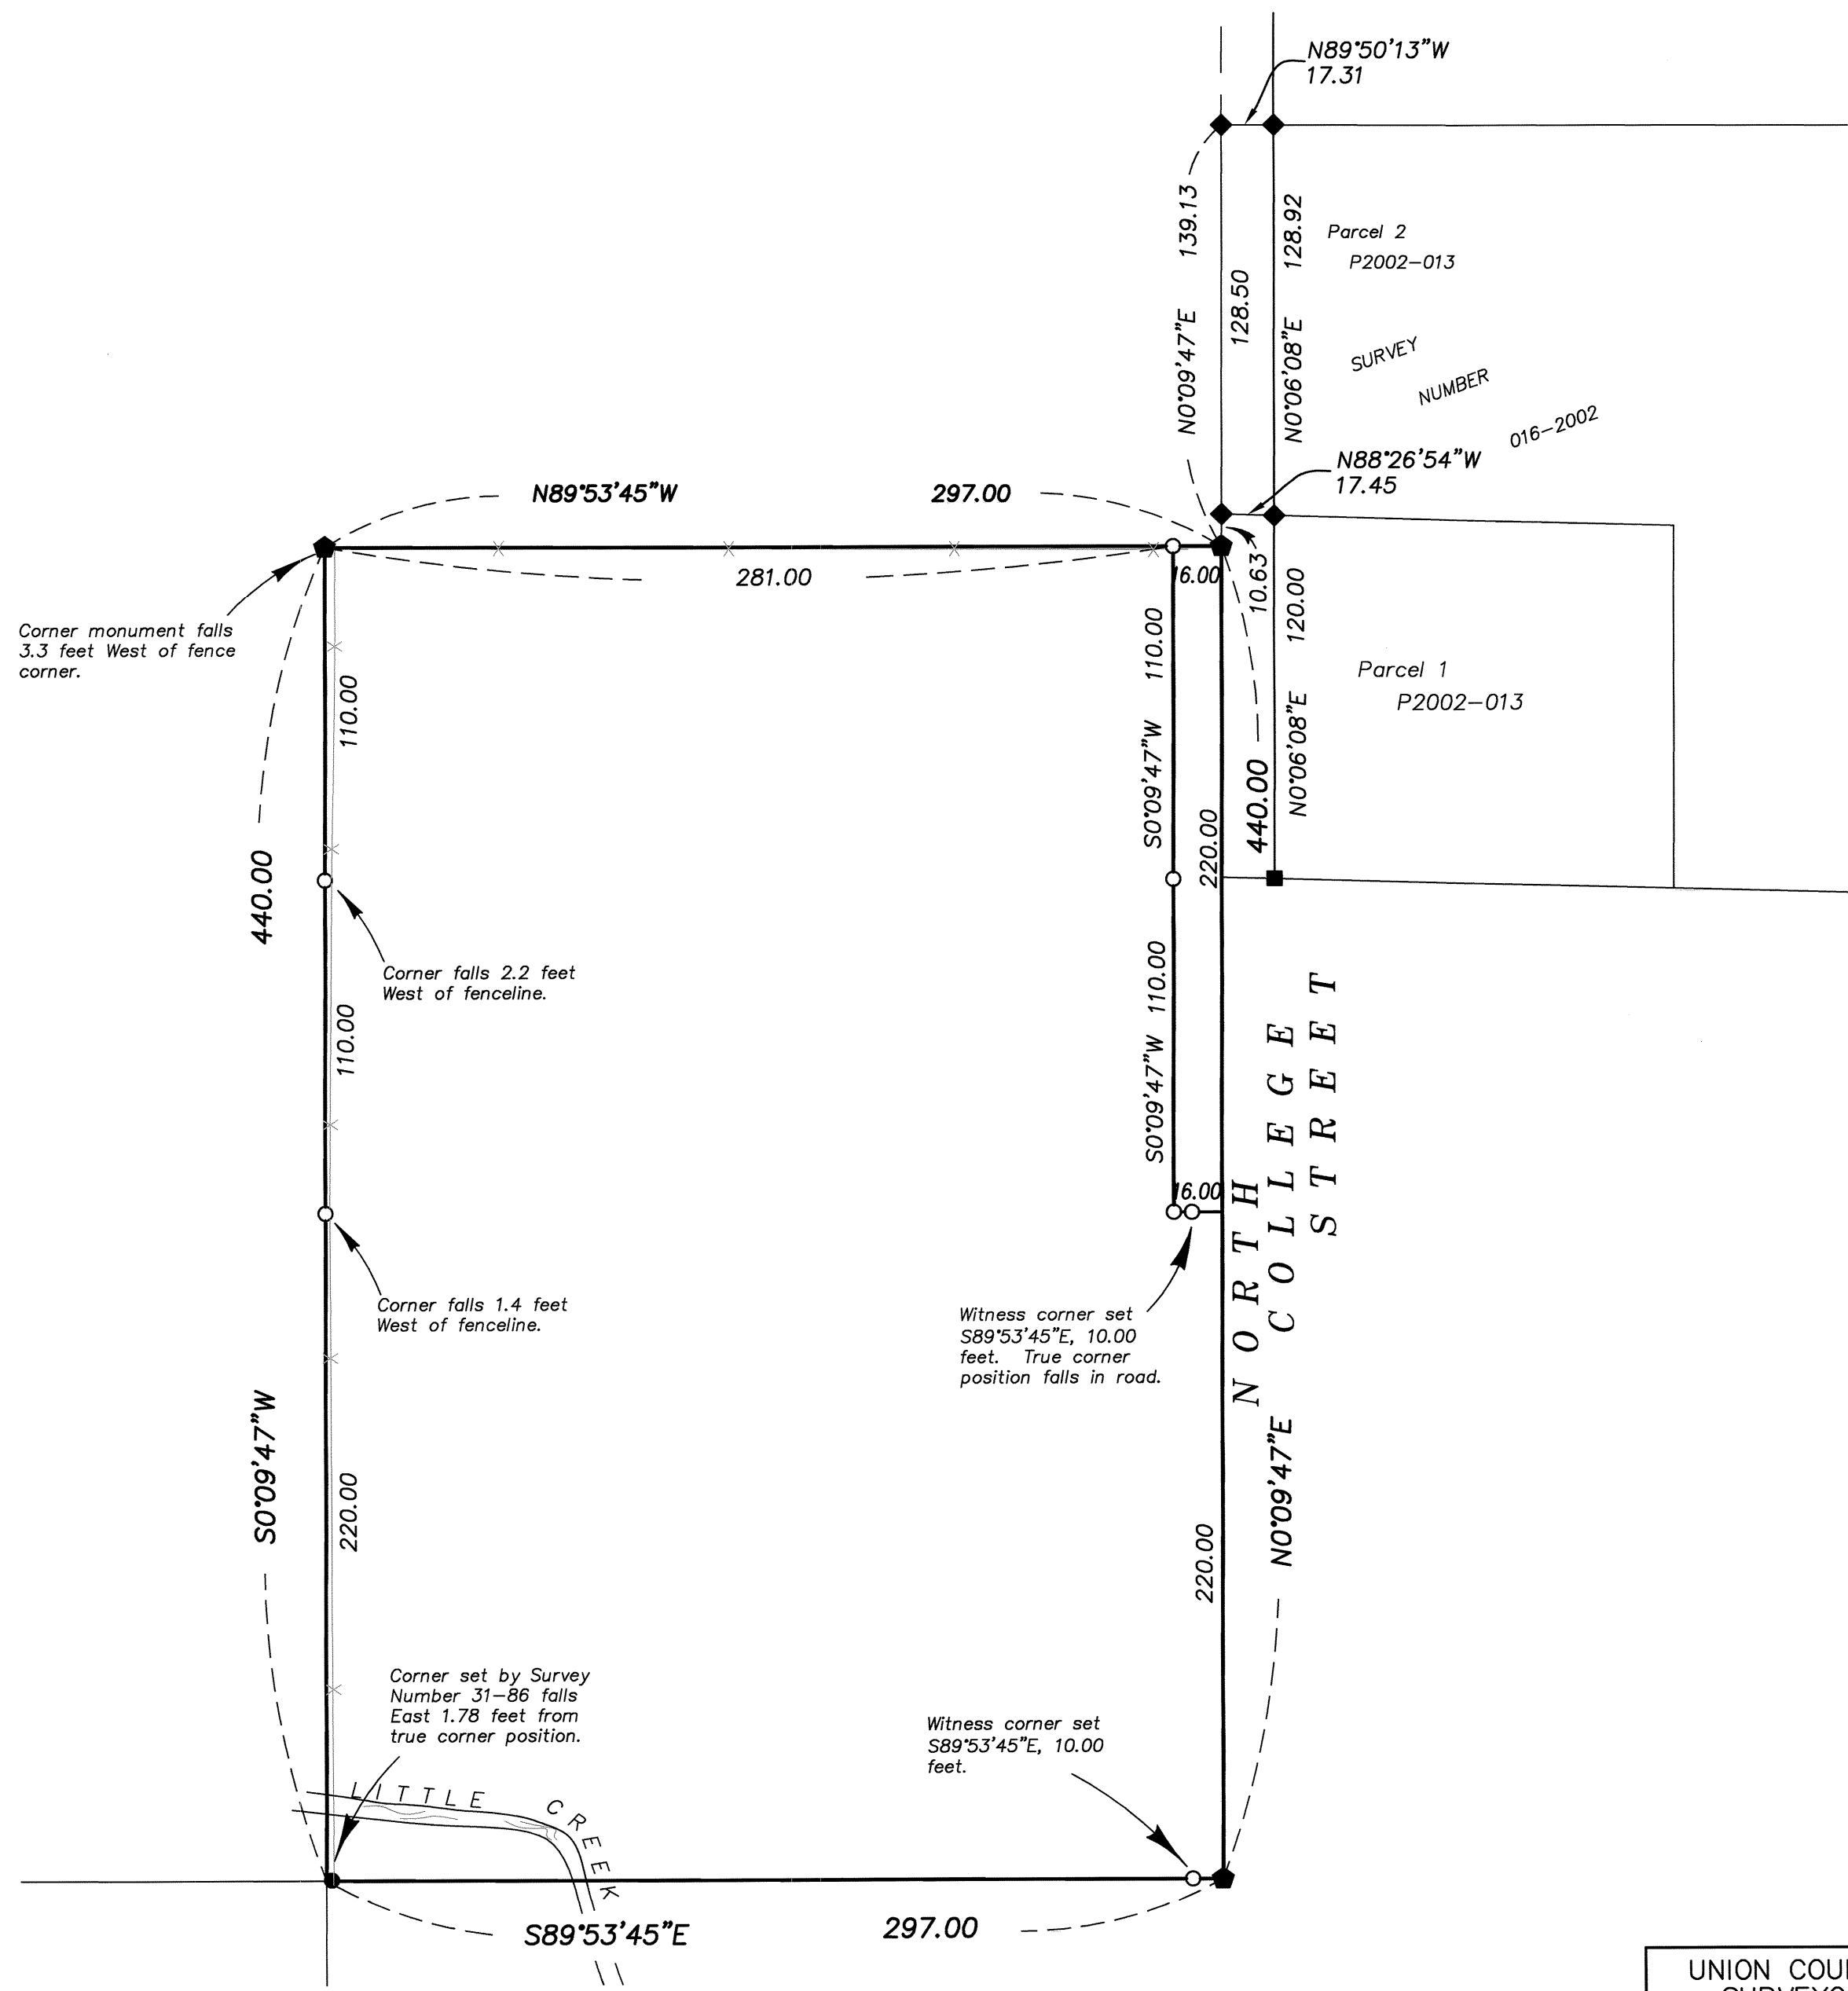 N89°50'13"W
17.31
139.13
128.92
Parcel 2
P2002-013
128.50
N0°09'47"E
N0°06'08"E
SURVEY
NUMBER
016-2002
N88°26'54"W
17.45
N89°53'45"W 297.00
281.00
16.00
10.63
120.00
Corner monument falls
3.3 feet West of fence
corner.
110.00
110.00
Parcel 1
P2002-013
S0°09'47"W
N0°06'08"E
440.00
220.00
440.00
Corner falls 2.2 feet
West of fenceline.
110.00
110.00
S0°09'47"W
NORTH
COLLEGE
STREET
16.00
Corner falls 1.4 feet
West of fenceline.
Witness corner set
S89°53'45"E, 10.00
feet. True corner
position falls in road.
S0°09'47"W
220.00
N0°09'47"E
220.00
Corner set by Survey
Number 31-86 falls
East 1.78 feet from
true corner position.
Witness corner set
S89°53'45"E, 10.00
feet.
LITTLE CREEK
S89°53'45"E 297.00
UNION COU